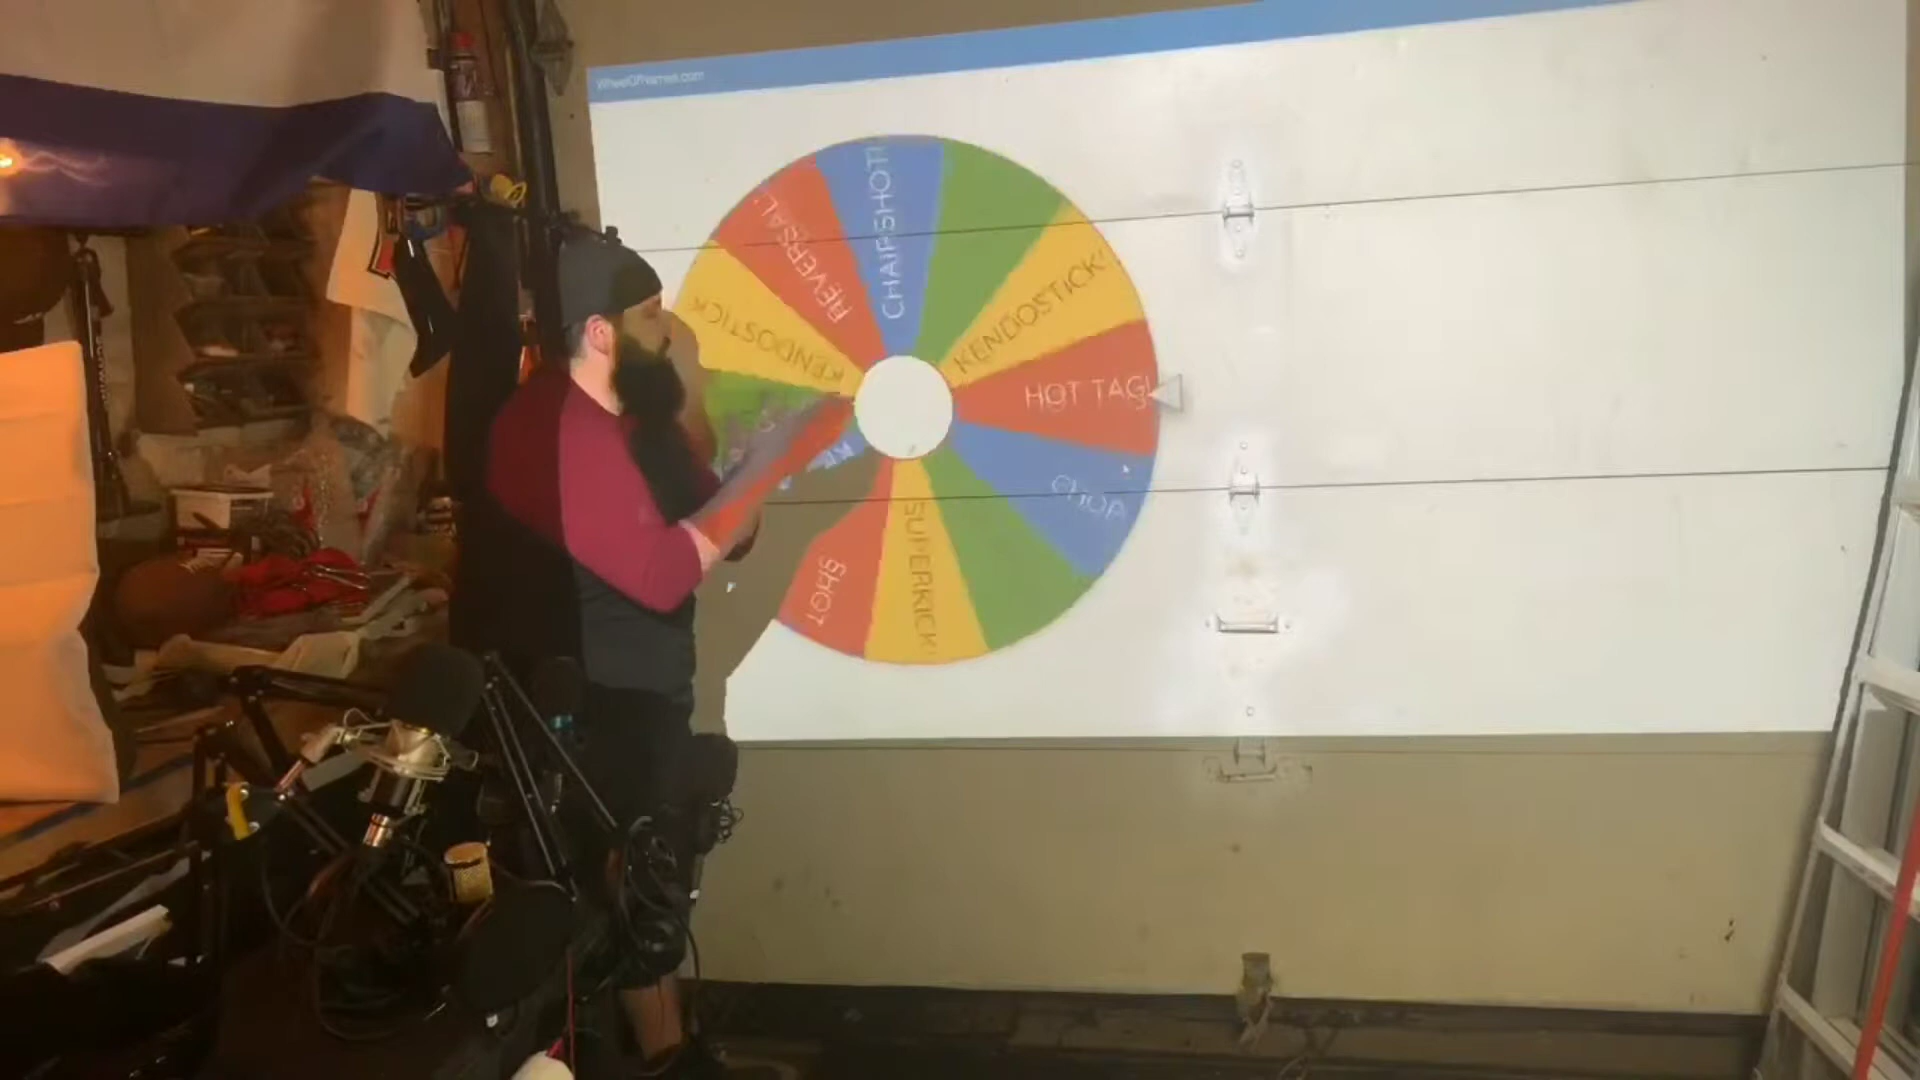 WheelOfNames.com
CHAIRSHOT!
REVERSAL!
KENDOSTICK!
KENDOSTICK
HOT TAG!
CHOP
SUPERKICK!
SHOT